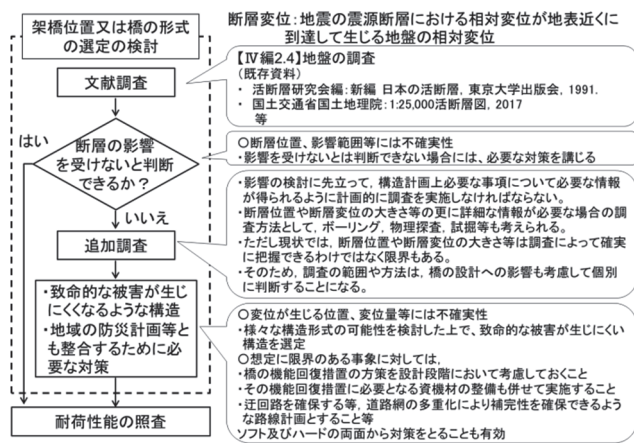 架橋位置又は橋の形式
の選定の検討
文献調査
はい
断層の影響
を受けないと判断
できるか？
いいえ
追加調査
・致命的な被害が生じ
にくくなるような構造
・地域の防災計画等と
も整合するために必
要な対策
耐荷性能の照査
断層変位：地震の震源断層における相対変位が地表近くに
到達して生じる地盤の相対変位
【Ⅳ編2.4】地盤の調査
(既存資料)
・ 活断層研究会編：新編 日本の活断層, 東京大学出版会, 1991.
・ 国土交通省国土地理院：1:25,000活断層図, 2017
等
○断層位置、影響範囲等には不確実性
・影響を受けないとは判断できない場合には、必要な対策を講じる
・影響の検討に先立って, 構造計画上必要な事項について必要な情報
が得られるように計画的に調査を実施しなければならない。
・断層位置や断層変位の大きさ等の更に詳細な情報が必要な場合の調
査方法として, ボーリング, 物理探査, 試掘等も考えられる。
・ただし現状では, 断層位置や断層変位の大きさ等は調査によって確実
に把握できるわけではなく限界もある。
・そのため, 調査の範囲や方法は, 橋の設計への影響も考慮して個別
に判断することになる。
○変位が生じる位置、変位量等には不確実性
・様々な構造形式の可能性を検討した上で、致命的な被害が生じにくい
構造を選定
○想定に限界のある事象に対しては,
・橋の機能回復措置の方策を設計段階において考慮しておくこと
・その機能回復措置に必要となる資機材の整備も併せて実施すること
・迂回路を確保する等, 道路網の多重化により補完性を確保できるよう
な路線計画とすること等
ソフト及びハードの両面から対策をとることも有効